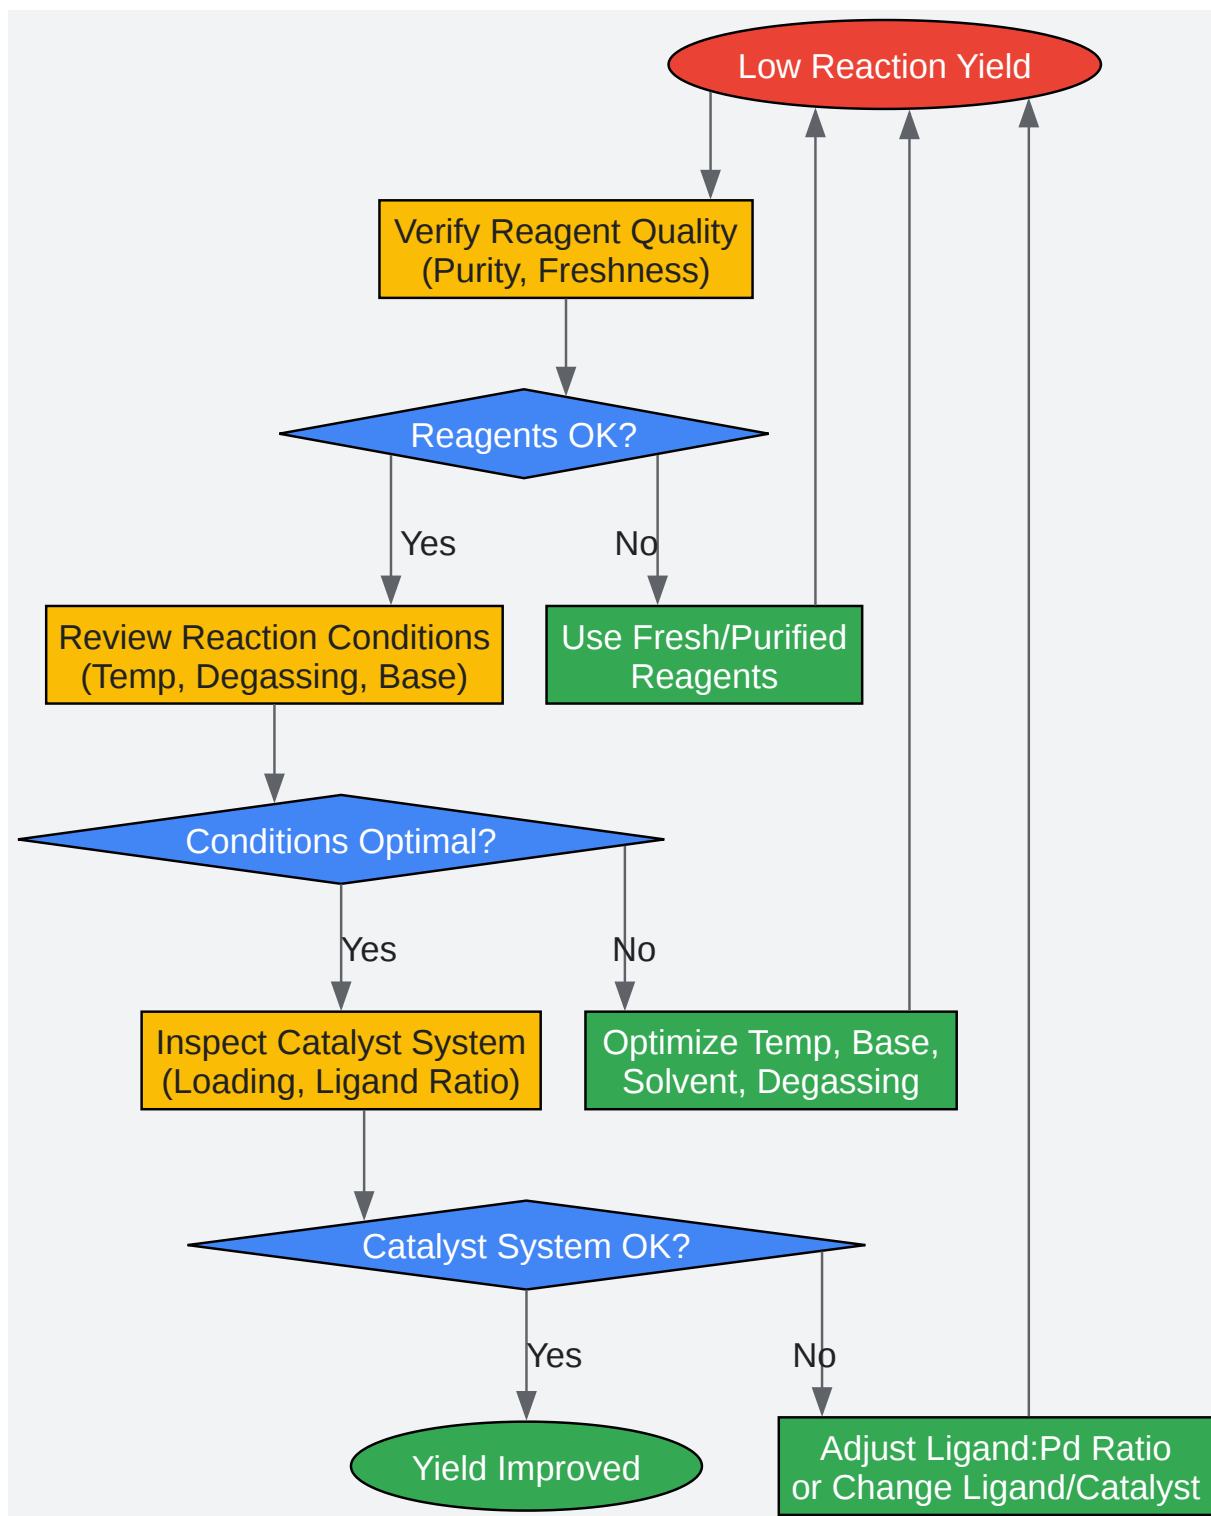 Low Reaction Yield
Verify Reagent Quality
(Purity, Freshness)
Reagents OK?
Yes
No
Review Reaction Conditions
(Temp, Degassing, Base)
Use Fresh/Purified
Reagents
Conditions Optimal?
Yes
No
Inspect Catalyst System
(Loading, Ligand Ratio)
Optimize Temp, Base,
Solvent, Degassing
Catalyst System OK?
Yes
No
Yield Improved
Adjust Ligand:Pd Ratio
or Change Ligand/Catalyst